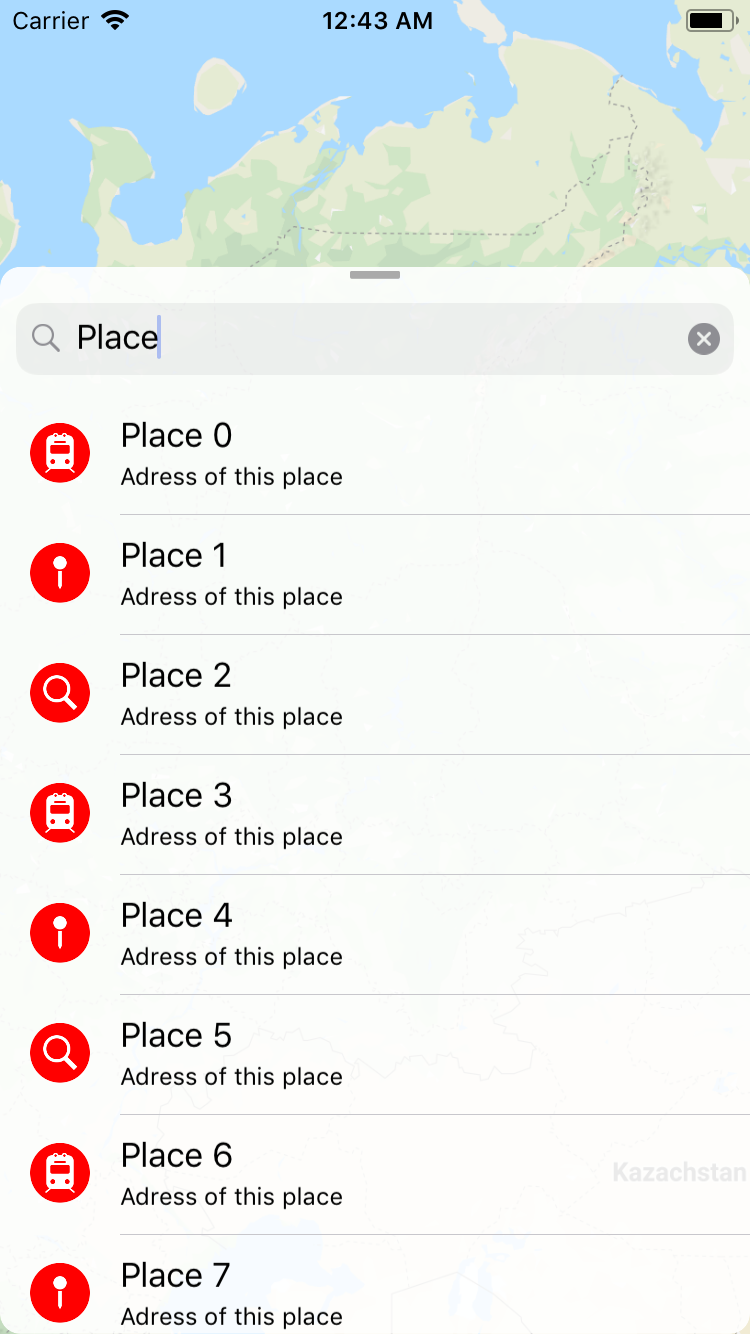 Carrier 12:43 AM
Place
Place 0
Adress of this place
Place 1
Adress of this place
Place 2
Adress of this place
Place 3
Adress of this place
Place 4
Adress of this place
Place 5
Adress of this place
Place 6
Adress of this place
Kazachstan
Place 7
Adress of this place